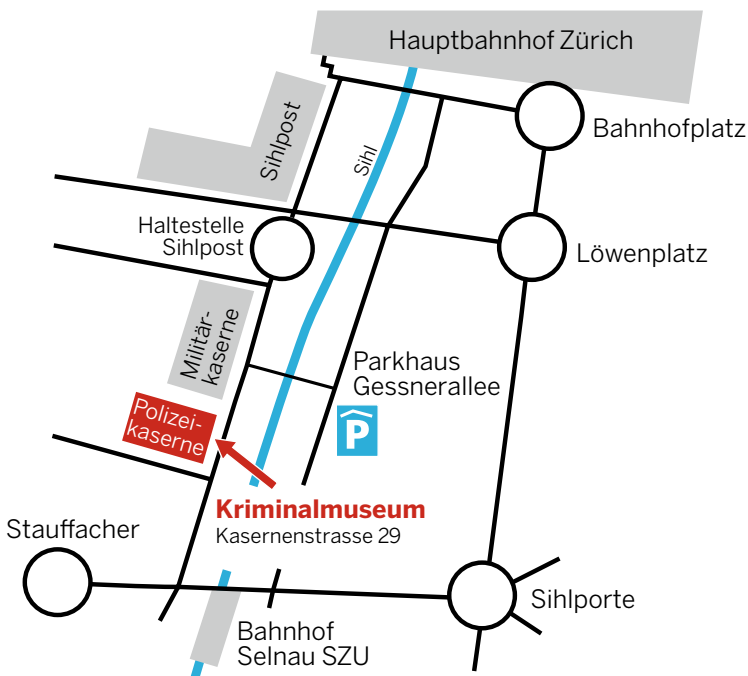 Hauptbahnhof Zürich
Bahnhofplatz
Sihlpost
Sihl
Haltestelle
Sihlpost
Löwenplatz
Militär-
kaserne
Parkhaus
Gessnerallee
P
Polizei-
kaserne
Kriminalmuseum
Kasernenstrasse 29
Stauffacher
Sihlporte
Bahnhof
Selnau SZU